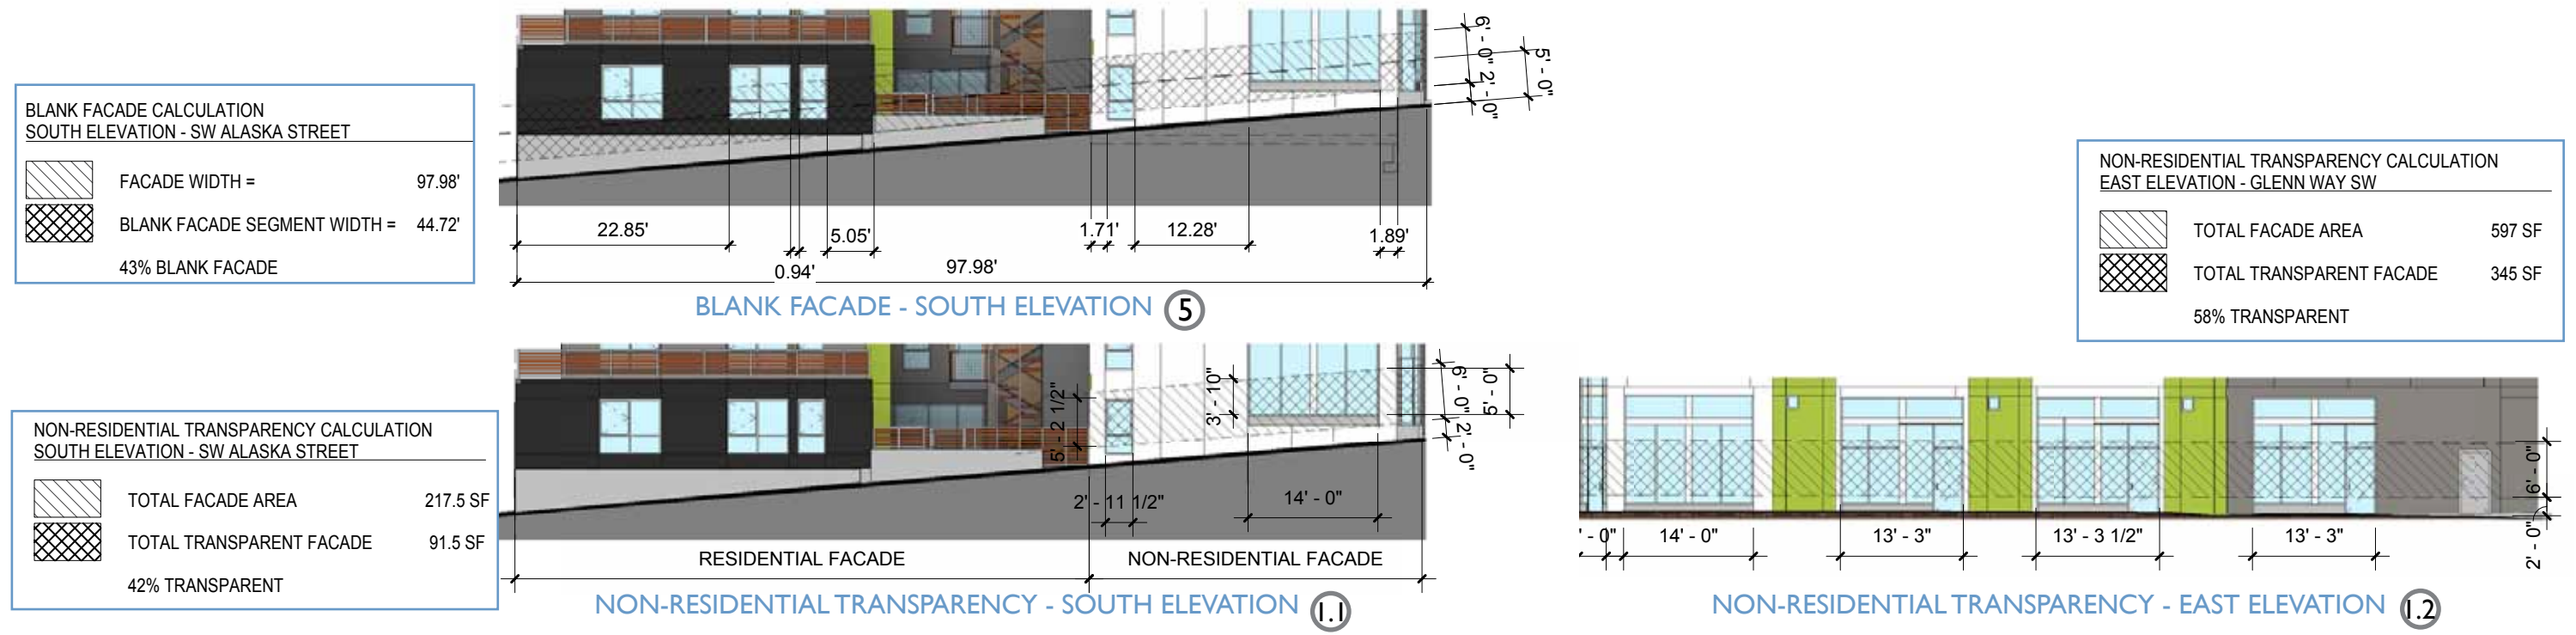 BLANK FACADE CALCULATION
SOUTH ELEVATION - SW ALASKA STREET
FACADE WIDTH = 97.98'
BLANK FACADE SEGMENT WIDTH = 44.72'
43% BLANK FACADE
6' - 0"
2' - 0"
5' - 0"
22.85'
0.94'
5.05'
1.71'
12.28'
1.89'
97.98'
BLANK FACADE - SOUTH ELEVATION 5
NON-RESIDENTIAL TRANSPARENCY CALCULATION
EAST ELEVATION - GLENN WAY SW
TOTAL FACADE AREA 597 SF
TOTAL TRANSPARENT FACADE 345 SF
58% TRANSPARENT
NON-RESIDENTIAL TRANSPARENCY CALCULATION
SOUTH ELEVATION - SW ALASKA STREET
TOTAL FACADE AREA 217.5 SF
TOTAL TRANSPARENT FACADE 91.5 SF
42% TRANSPARENT
5' - 2 1/2"
3' - 10"
6' - 0"
2' - 0"
5' - 0"
2' - 11 1/2"
14' - 0"
RESIDENTIAL FACADE
NON-RESIDENTIAL FACADE
NON-RESIDENTIAL TRANSPARENCY - SOUTH ELEVATION 1.1
' - 0"
14' - 0"
13' - 3"
13' - 3 1/2"
13' - 3"
6' - 0"
2' - 0"
NON-RESIDENTIAL TRANSPARENCY - EAST ELEVATION 1.2